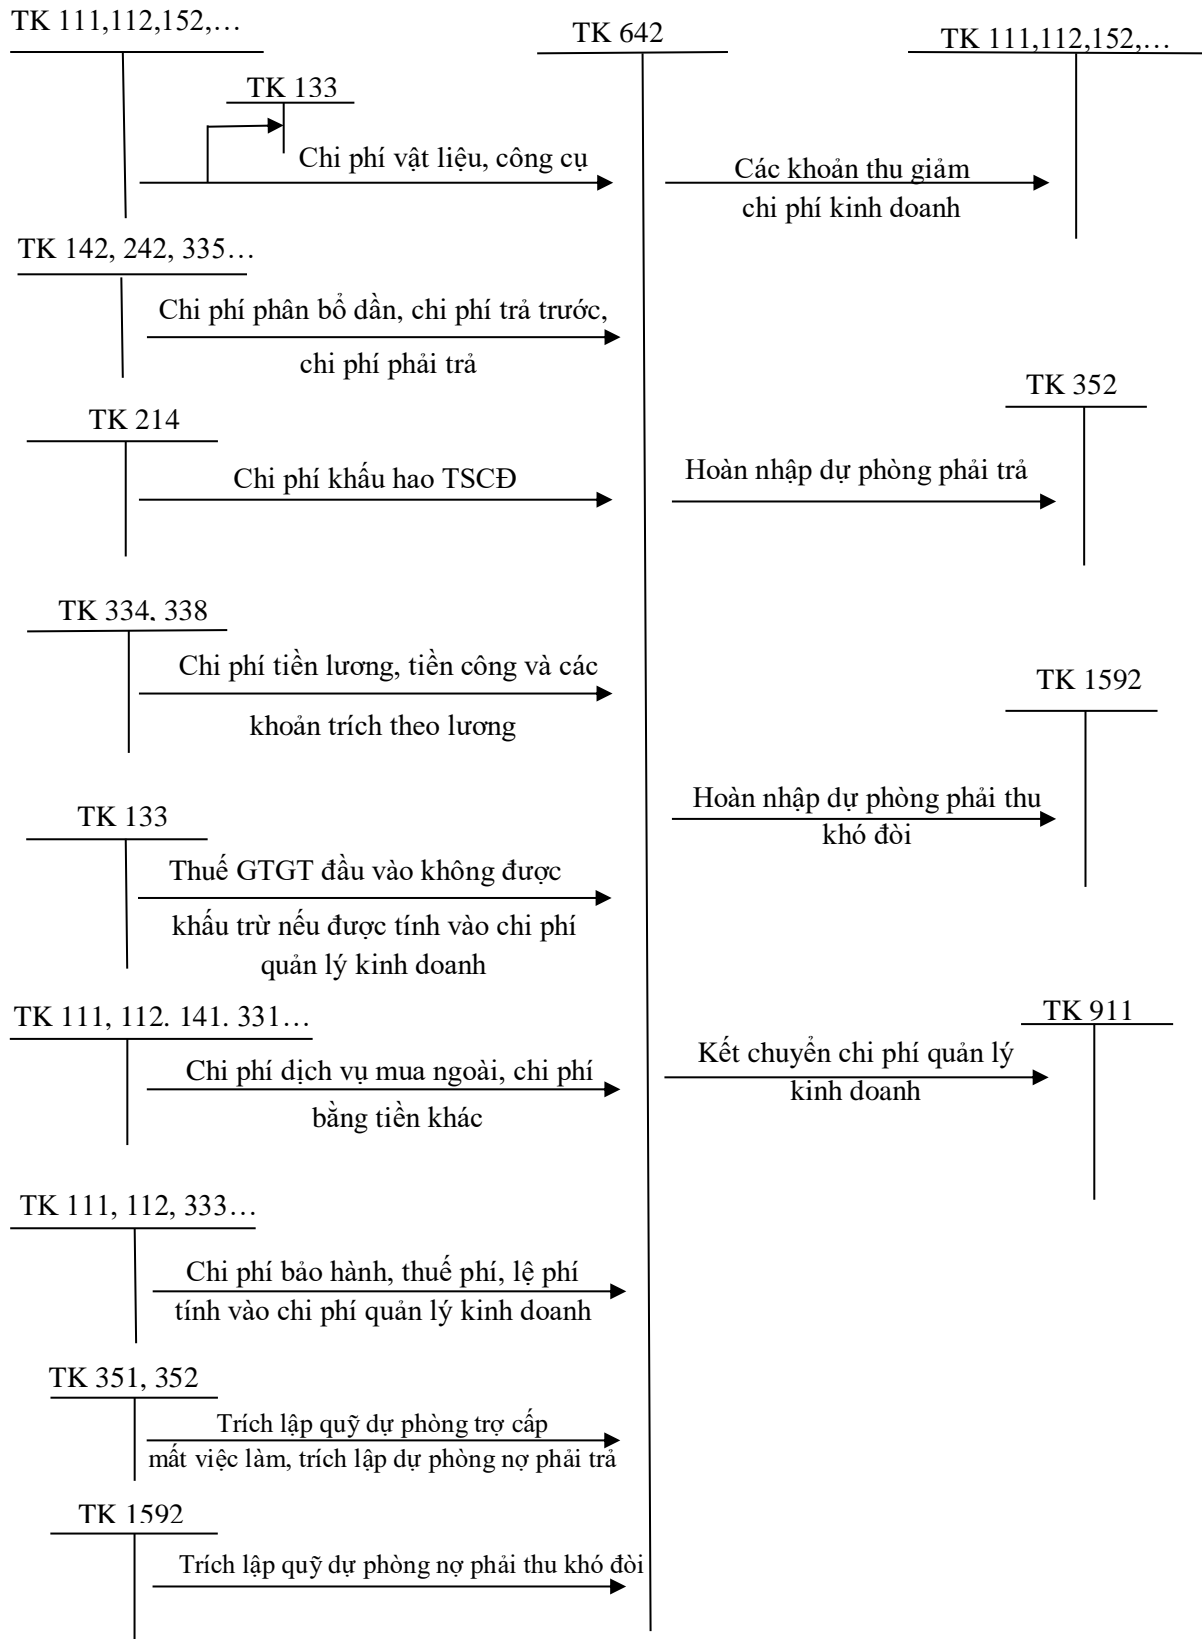 TK 111,112,152,…
TK 642
TK 111,112,152,…
TK 133
Chi phí vật liệu, công cụ
Các khoản thu giảm
chi phí kinh doanh
TK 142, 242, 335…
Chi phí phân bổ dần, chi phí trả trước,
chi phí phải trả
TK 352
TK 214
Chi phí khấu hao TSCĐ
Hoàn nhập dự phòng phải trả
TK 334, 338
Chi phí tiền lương, tiền công và các
khoản trích theo lương
TK 1592
Hoàn nhập dự phòng phải thu
khó đòi
TK 133
Thuế GTGT đầu vào không được
khấu trừ nếu được tính vào chi phí
quản lý kinh doanh
TK 111, 112. 141. 331…
Chi phí dịch vụ mua ngoài, chi phí
bằng tiền khác
TK 911
Kết chuyển chi phí quản lý
kinh doanh
TK 111, 112, 333…
Chi phí bảo hành, thuế phí, lệ phí
tính vào chi phí quản lý kinh doanh
TK 351, 352
Trích lập quỹ dự phòng trợ cấp
mất việc làm, trích lập dự phòng nợ phải trả
TK 1592
Trích lập quỹ dự phòng nợ phải thu khó đòi